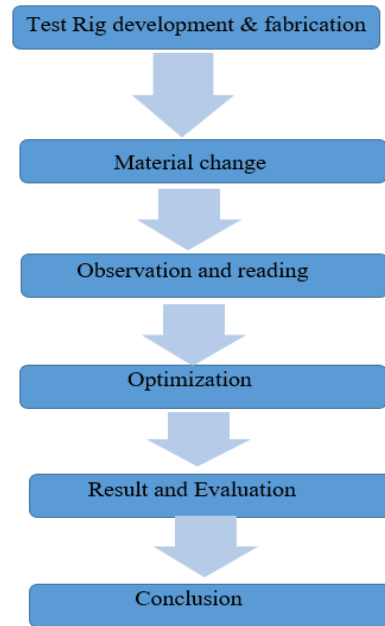 Test Rig development & fabrication
Material change
Observation and reading
Optimization
Result and Evaluation
Conclusion